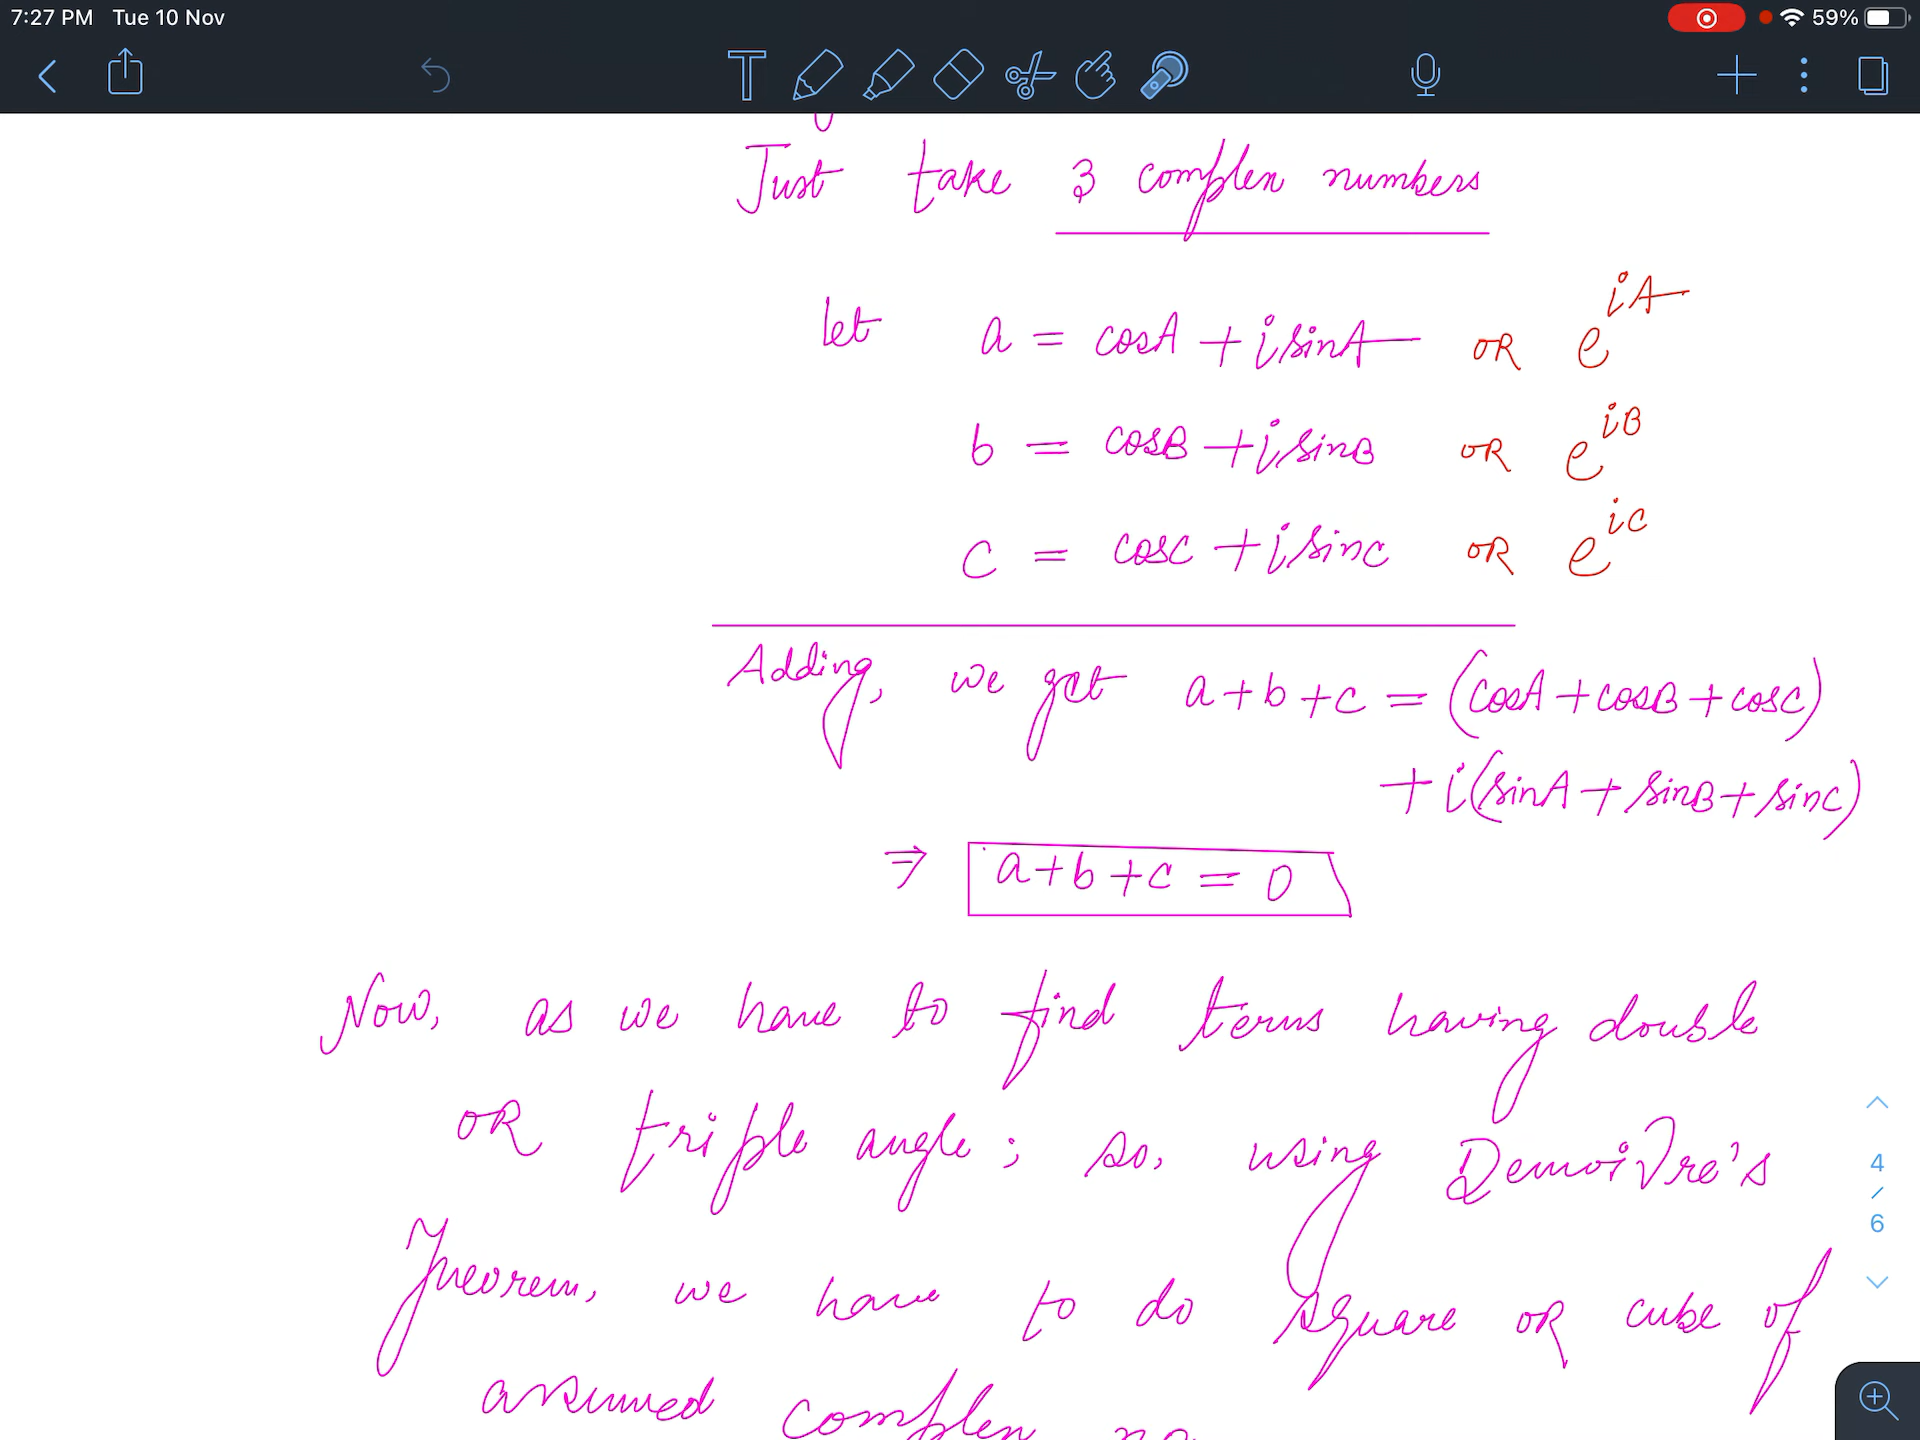 7:27 PM Tue 10 Nov
59%
Just take 3 complex numbers
let a = cosA + i sinA OR e^{iA}
b = cosB + i sinB OR e^{iB}
c = cosC + i sinC OR e^{iC}
Adding, we get a+b+c = (cosA + cosB + cosC)
+ i(sinA + sinB + sinC)
⇒ a+b+c = 0
Now, as we have to find terms having double
OR triple angle ; so, using Demoivre's
Theorem, we have to do square OR cube of
assumed complex no
4
/
6